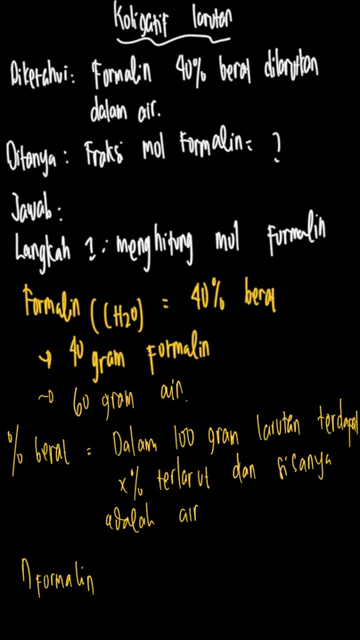 Koligatif larutan
Diketahui: Formalin 40% berat dilarutkan
dalam air.
Ditanya: Fraksi mol Formalin = ?
Jawab:
Langkah 1: menghitung mol Formalin
Formalin (CH2O) = 40% berat
→ 40 gram Formalin
→ 60 gram air.
% berat = Dalam 100 gram larutan terdapat
x% terlarut dan sisanya
adalah air
n Formalin